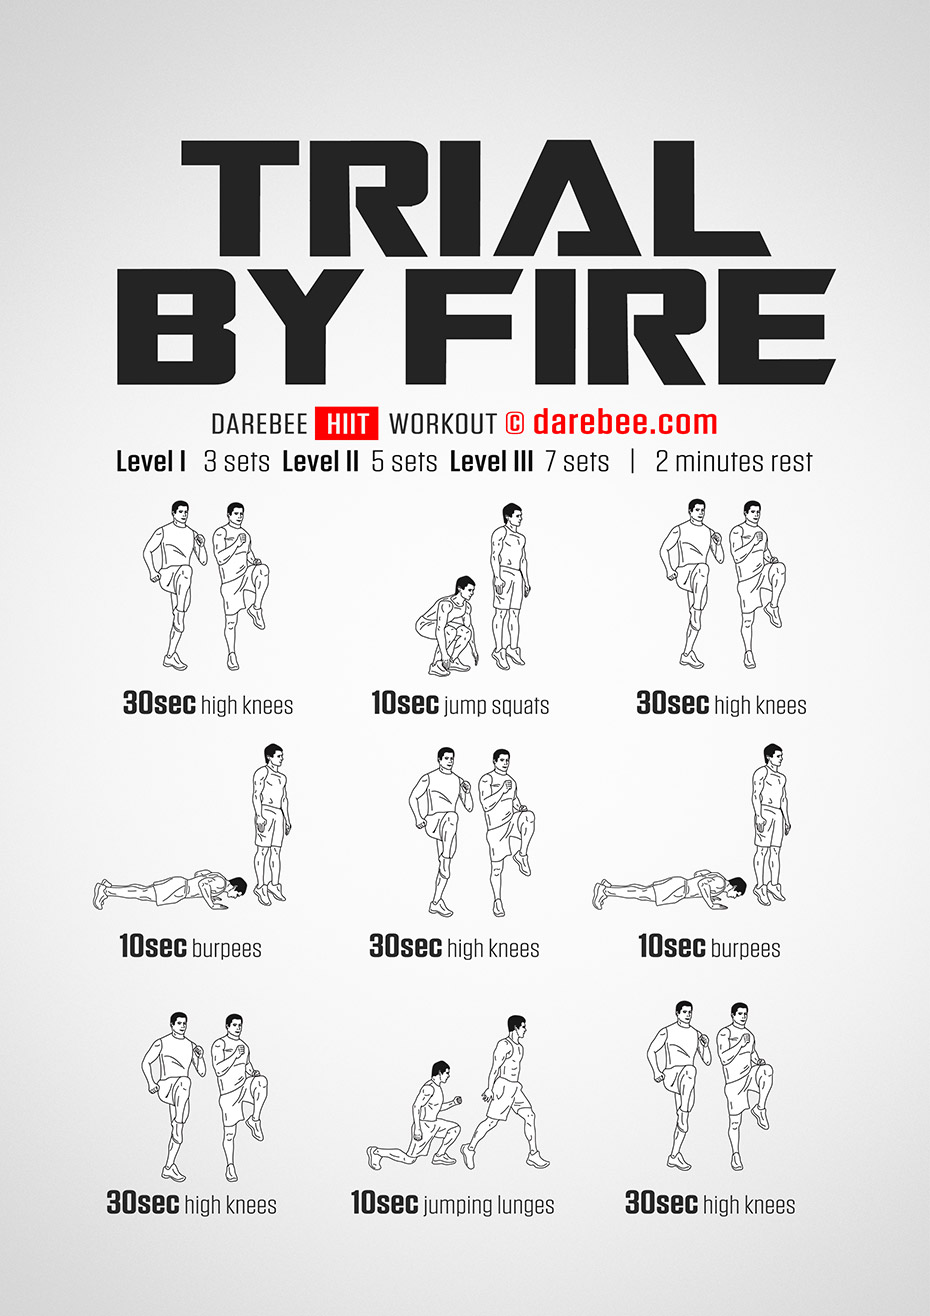 TRIAL
BY FIRE
DAREBEE HIIT WORKOUT © darebee.com
Level I 3 sets Level II 5 sets Level III 7 sets | 2 minutes rest
30sec high knees
10sec jump squats
30sec high knees
10sec burpees
30sec high knees
10sec burpees
30sec high knees
10sec jumping lunges
30sec high knees